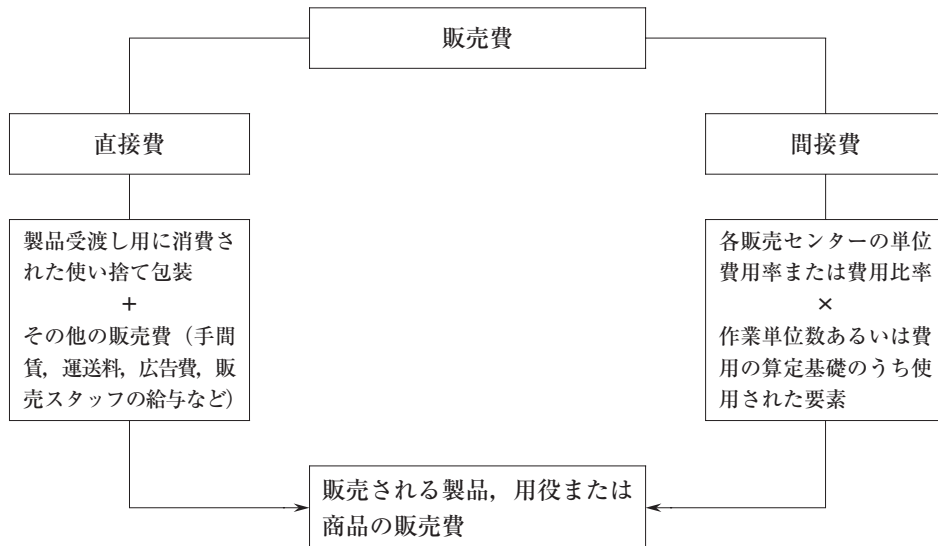 販売費
直接費
間接費
製品受渡し用に消費さ
れた使い捨て包装
+
その他の販売費（手間
賃，運送料，広告費，販
売スタッフの給与など）
各販売センターの単位
費用率または費用比率
×
作業単位数あるいは費
用の算定基礎のうち使
用された要素
販売される製品，用役または
商品の販売費